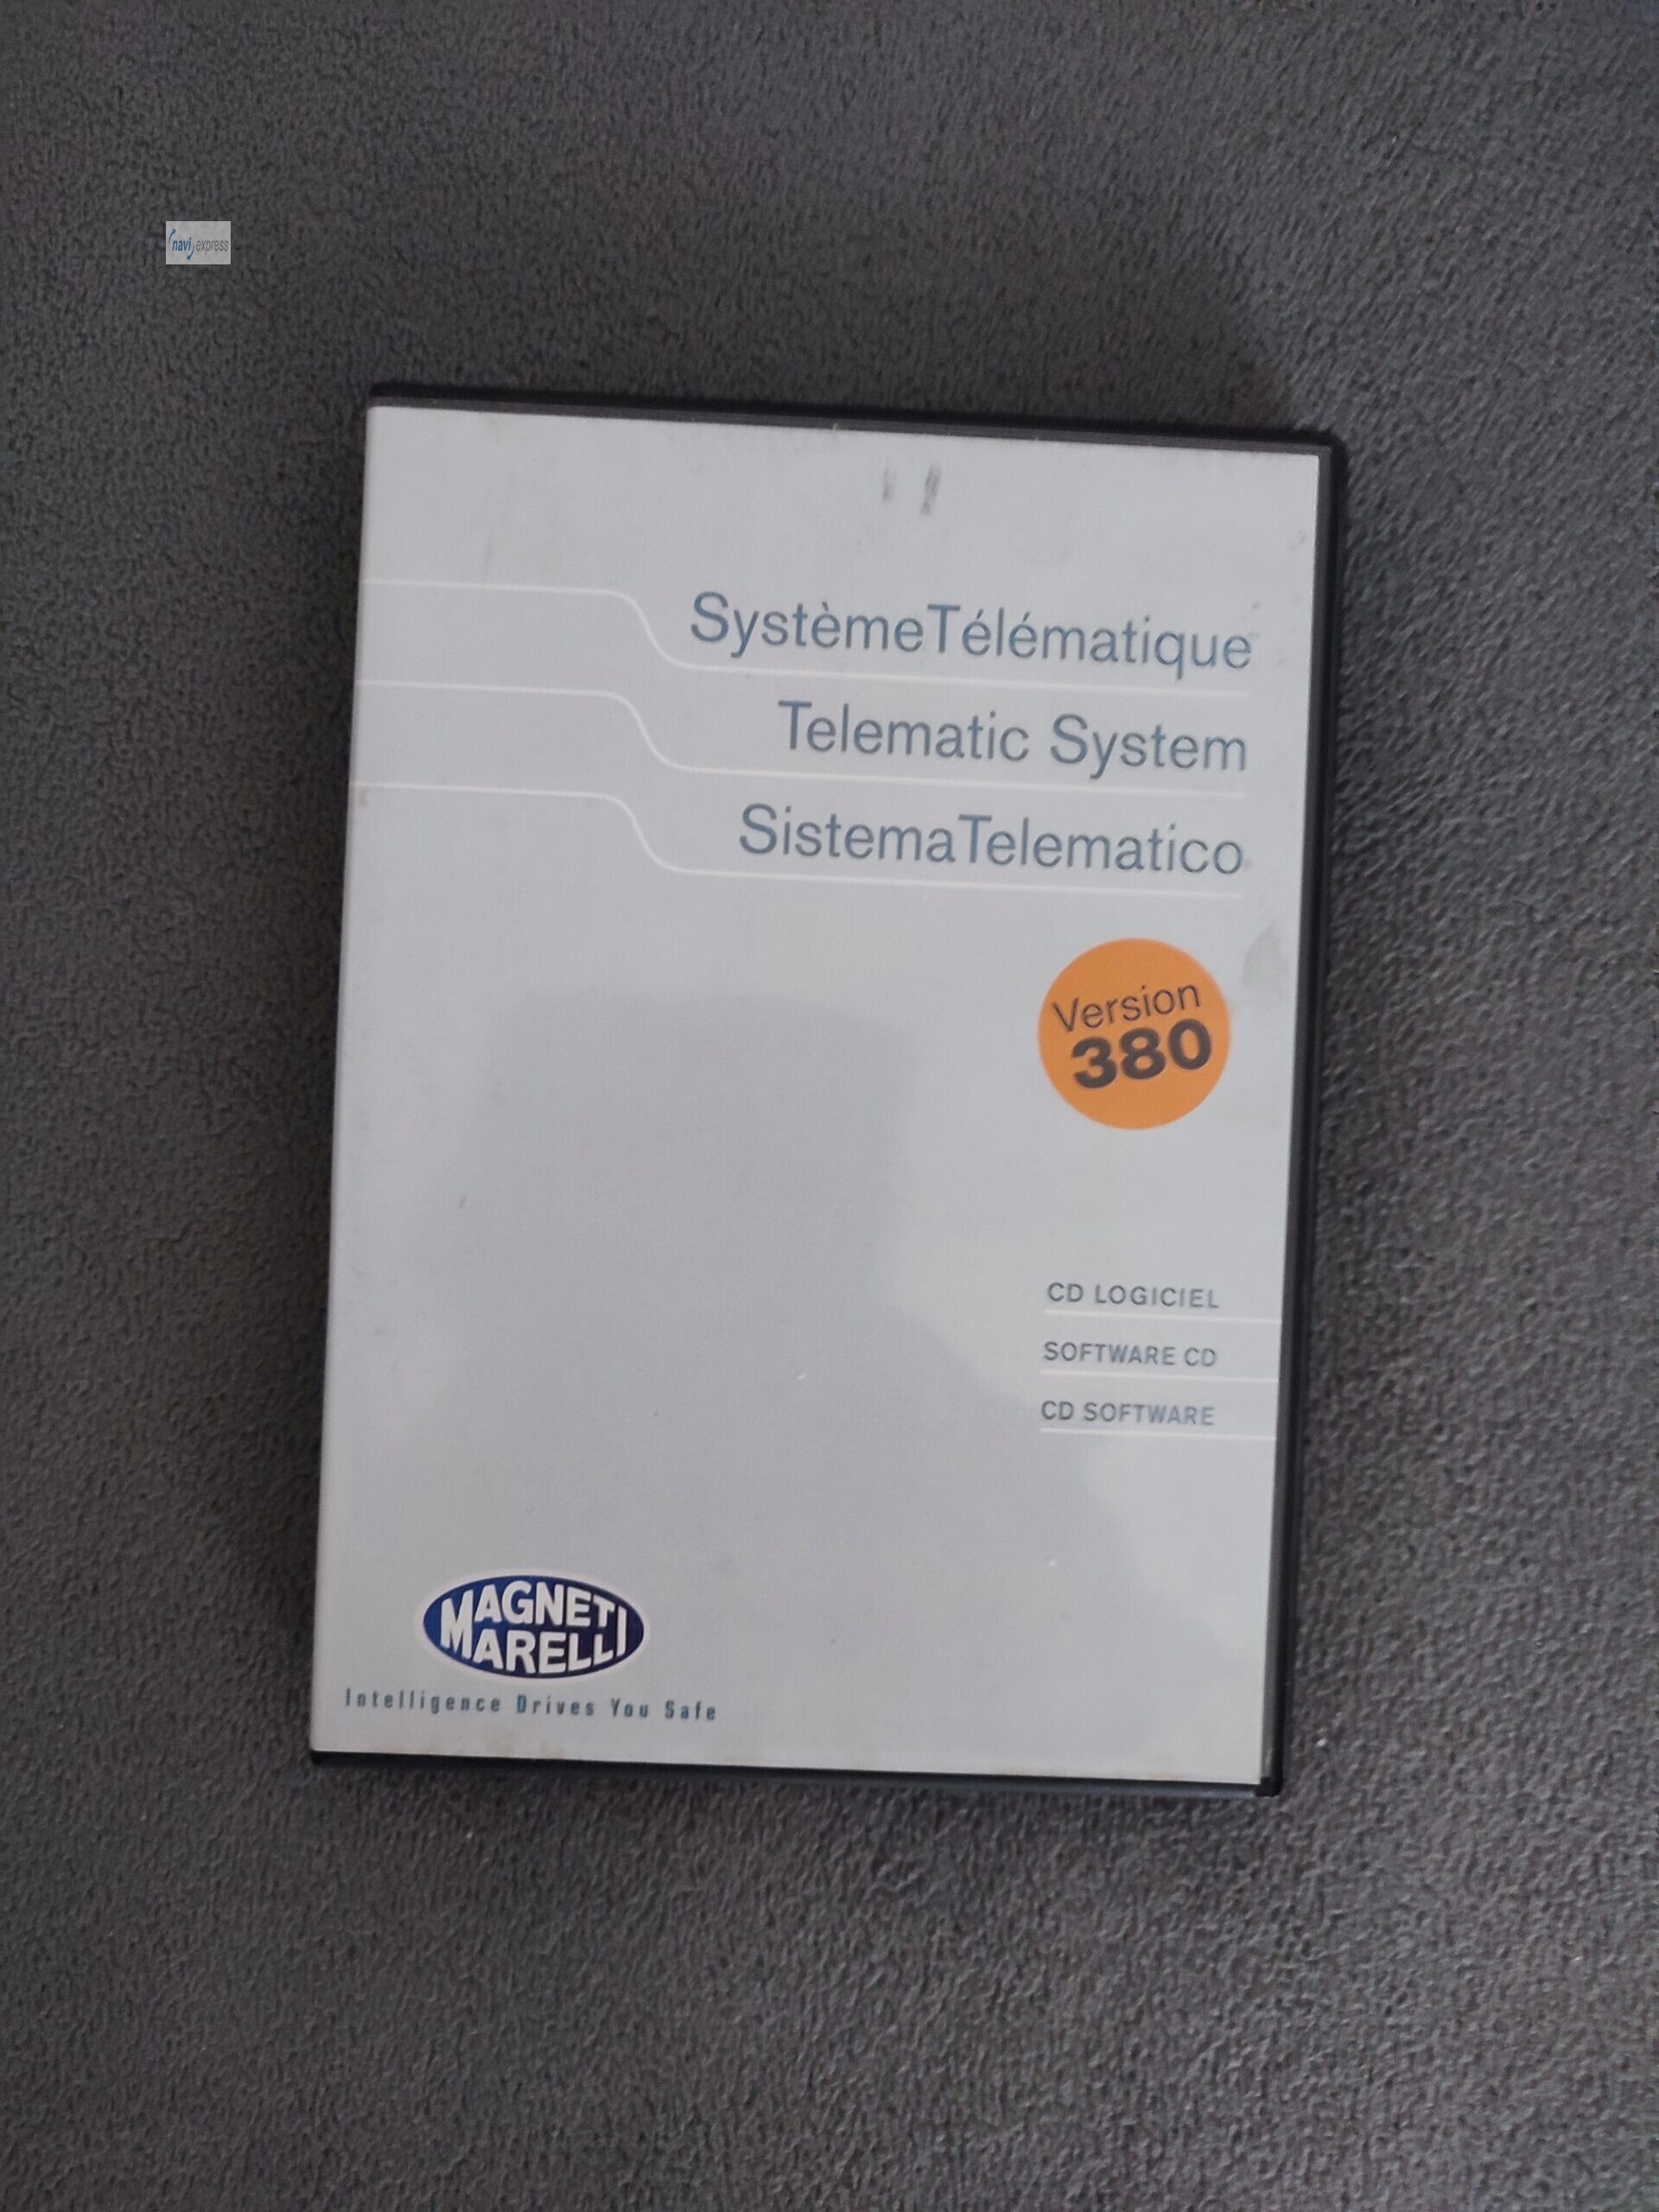 navi express
SystèmeTélématique
Telematic System
SistemaTelematico
Version
380
CD LOGICIEL
SOFTWARE CD
CD SOFTWARE
MAGNETI
MARELLI
Intelligence Drives You Safe